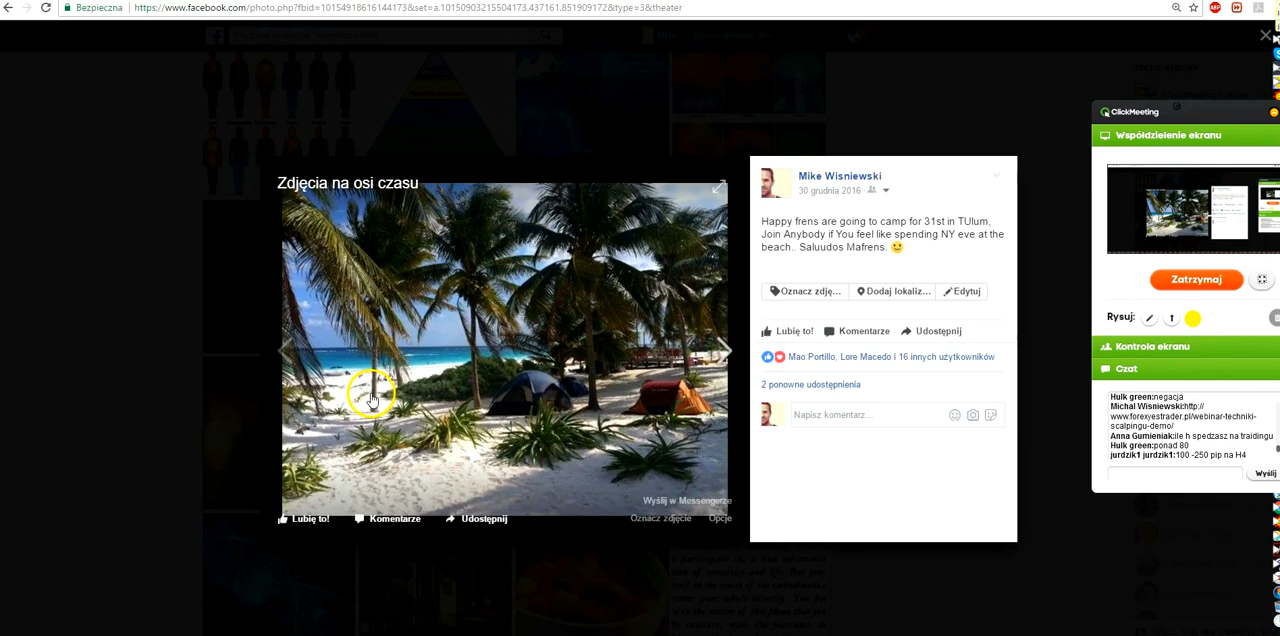 Bezpieczna
https://www.facebook.com/photo.php?fbid=10154918616144173&set=a.10150903215504173.437161.851909172&type=3&theater
Zdjęcia na osi czasu
Mike Wisniewski
30 grudnia 2016
Happy frens are going to camp for 31st in TUlum,
Join Anybody if You feel like spending NY eve at the
beach.. Saluudos Mafrens.
Oznacz zdję...
Dodaj lokaliz...
Edytuj
Lubię to!
Komentarze
Udostępnij
Mao Portillo, Lore Macedo i 16 innych użytkowników
2 ponowne udostępnienia
Napisz komentarz...
Wyślij w Messengerze
Lubię to!
Komentarze
Udostępnij
Oznacz zdjęcie
Opcje
ClickMeeting
Współdzielenie ekranu
Zatrzymaj
Rysuj:
Kontrola ekranu
Czat
Hulk green:negacja
Michal Wisniewski:http://
www.forexyestrader.pl/webinar-techniki-
scalpingu-demo/
Anna Gumieniak:ile h spedzasz na traidingu
Hulk green:ponad 80
jurdzik1 jurdzik1:100 -250 pip na H4
Wyślij
ABP